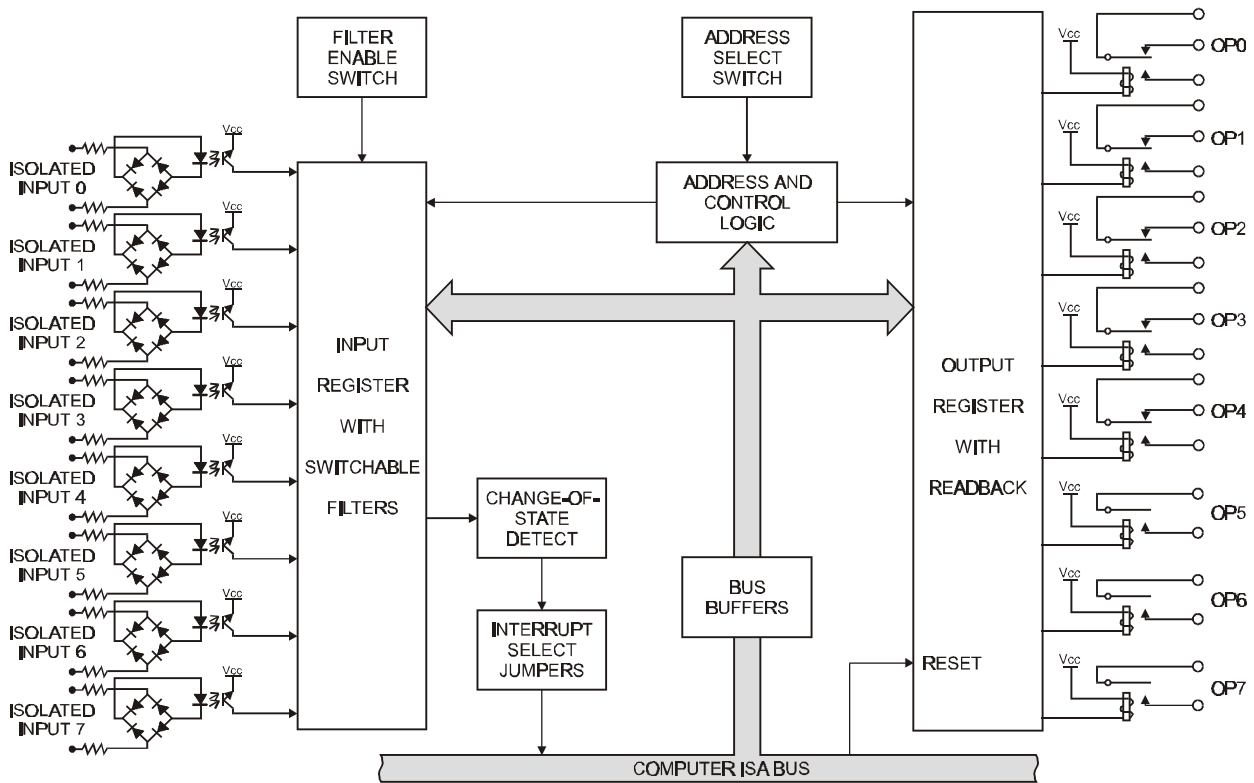 FILTER
ENABLE
SWITCH
ADDRESS
SELECT
SWITCH
ISOLATED
INPUT 0
Vcc
ISOLATED
INPUT 1
Vcc
ISOLATED
INPUT 2
Vcc
ISOLATED
INPUT 3
Vcc
ISOLATED
INPUT 4
Vcc
ISOLATED
INPUT 5
Vcc
ISOLATED
INPUT 6
Vcc
ISOLATED
INPUT 7
Vcc
INPUT
REGISTER
WITH
SWITCHABLE
FILTERS
ADDRESS AND
CONTROL
LOGIC
CHANGE-OF-
STATE
DETECT
INTERRUPT
SELECT
JUMPERS
BUS
BUFFERS
OUTPUT
REGISTER
WITH
READBACK
RESET
Vcc
OP0
Vcc
OP1
Vcc
OP2
Vcc
OP3
Vcc
OP4
Vcc
OP5
Vcc
OP6
Vcc
OP7
COMPUTER ISA BUS